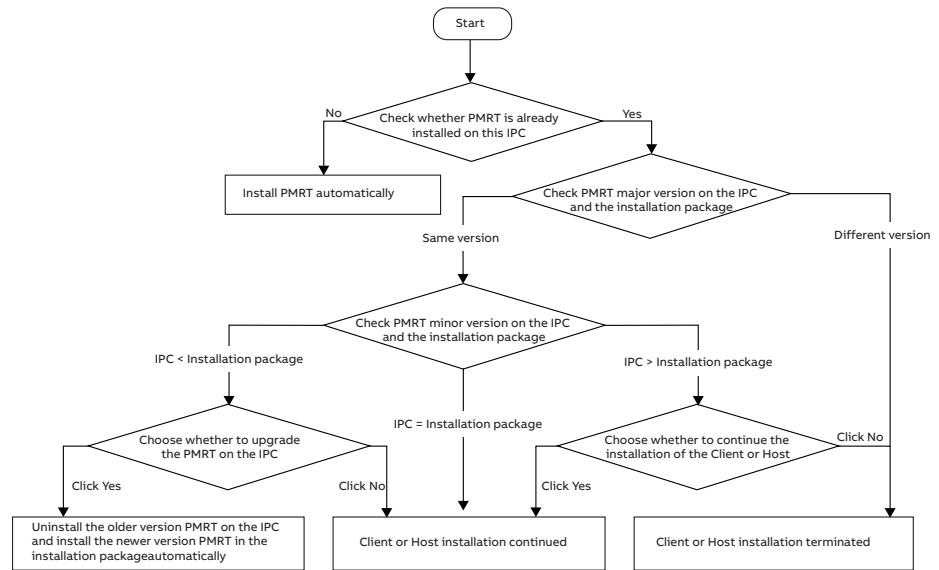 Start
No
Check whether PMRT is already
installed on this IPC
Yes
Install PMRT automatically
Check PMRT major version on the IPC
and the installation package
Same version
Different version
Check PMRT minor version on the IPC
and the installation package
IPC < Installation package
IPC > Installation package
IPC = Installation package
Choose whether to upgrade
the PMRT on the IPC
Choose whether to continue the
installation of the Client or Host
Click No
Click Yes
Click No
Click Yes
Uninstall the older version PMRT on the IPC
and install the newer version PMRT in the
installation packageautomatically
Client or Host installation continued
Client or Host installation terminated